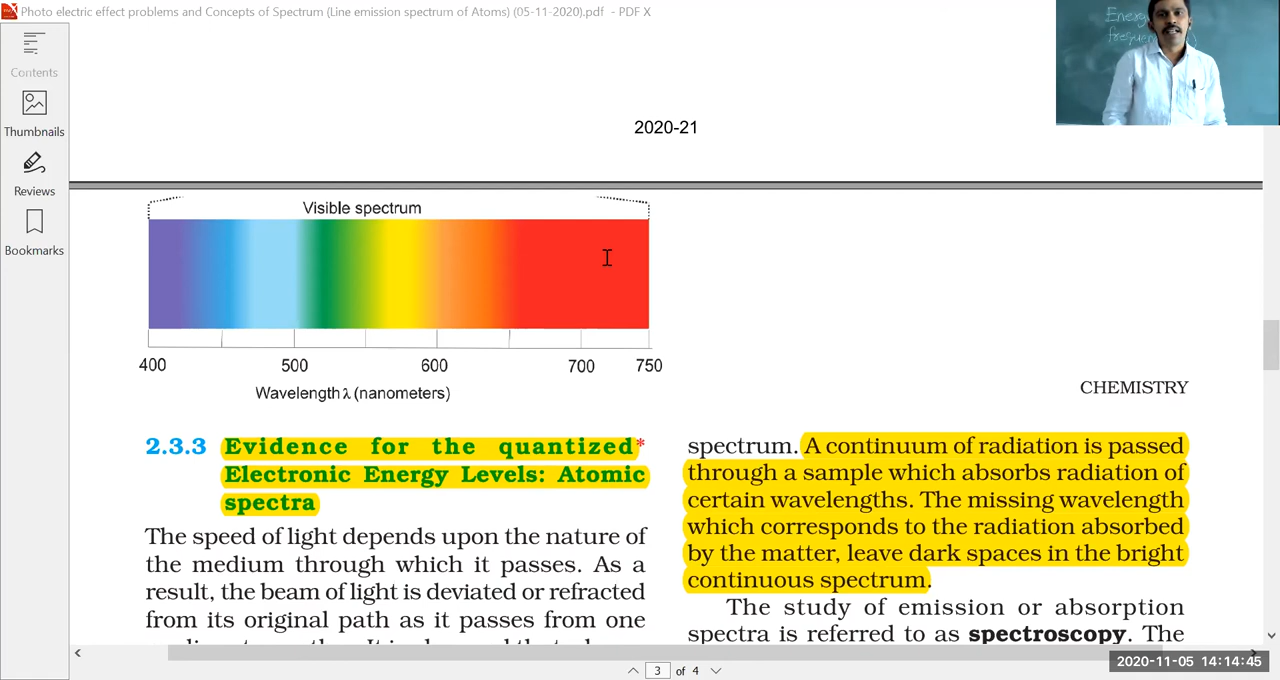 Photo electric effect problems and Concepts of Spectrum (Line emission spectrum of Atoms) (05-11-2020).pdf - PDF X
Contents
Thumbnails
Reviews
Bookmarks
Energy
2020-21
Visible spectrum
400 500 600 700 750
Wavelength λ (nanometers)
CHEMISTRY
2.3.3 Evidence for the quantized*
Electronic Energy Levels: Atomic
spectra
The speed of light depends upon the nature of
the medium through which it passes. As a
result, the beam of light is deviated or refracted
from its original path as it passes from one
spectrum. A continuum of radiation is passed
through a sample which absorbs radiation of
certain wavelengths. The missing wavelength
which corresponds to the radiation absorbed
by the matter, leave dark spaces in the bright
continuous spectrum.
The study of emission or absorption
spectra is referred to as spectroscopy. The
3 of 4
2020-11-05 14:14:45